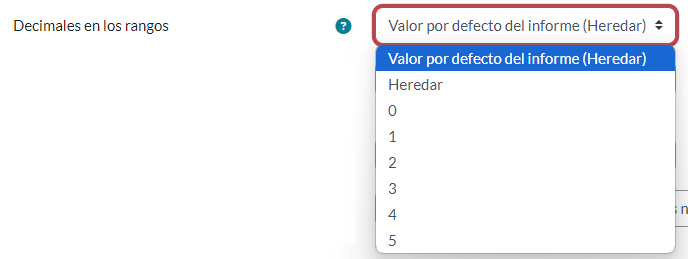 Decimales en los rangos ? Valor por defecto del informe (Heredar)
Valor por defecto del informe (Heredar)
Heredar
0
1
2
3
4
5